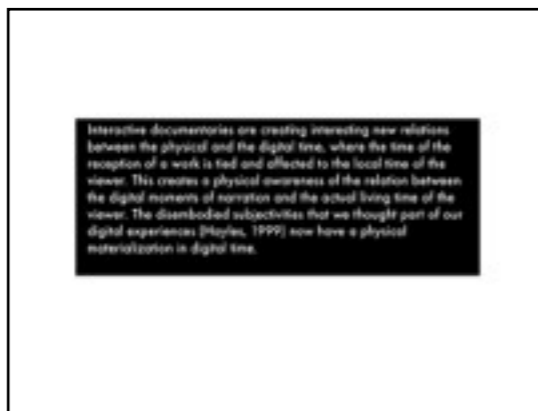 Interactive documentaries are creating interesting new relations
between the physical and the digital time, where the time of the
reception of a work is tied and affected to the local time of the
viewer. This creates a physical awareness of the relation between
the digital moments of narration and the actual living time of the
viewer. The disembodied subjectivities that we thought part of our
digital experiences (Hayles, 1999) now have a physical
materialization in digital time.